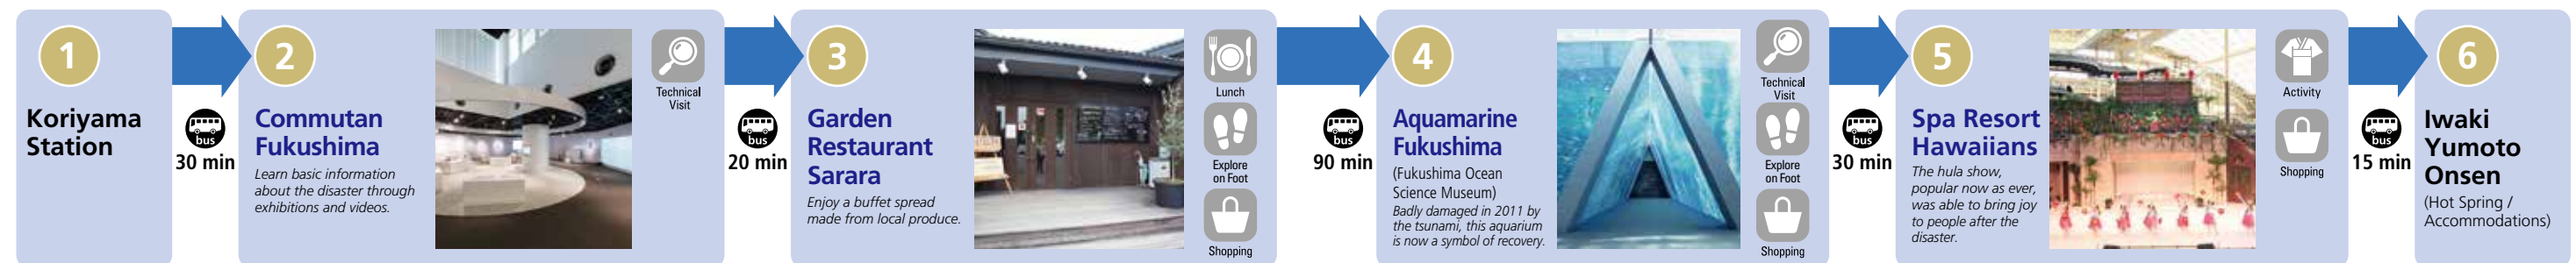 1
Koriyama
Station
bus
30 min
2
Commutan
Fukushima
Learn basic information
about the disaster through
exhibitions and videos.
Technical
Visit
bus
20 min
3
Garden
Restaurant
Sarara
Enjoy a buffet spread
made from local produce.
Lunch
Explore
on Foot
Shopping
bus
90 min
4
Aquamarine
Fukushima
(Fukushima Ocean
Science Museum)
Badly damaged in 2011 by
the tsunami, this aquarium
is now a symbol of recovery.
Technical
Visit
Explore
on Foot
Shopping
bus
30 min
5
Spa Resort
Hawaiians
The hula show,
popular now as ever,
was able to bring joy
to people after the
disaster.
Activity
Shopping
bus
15 min
6
Iwaki
Yumoto
Onsen
(Hot Spring /
Accommodations)